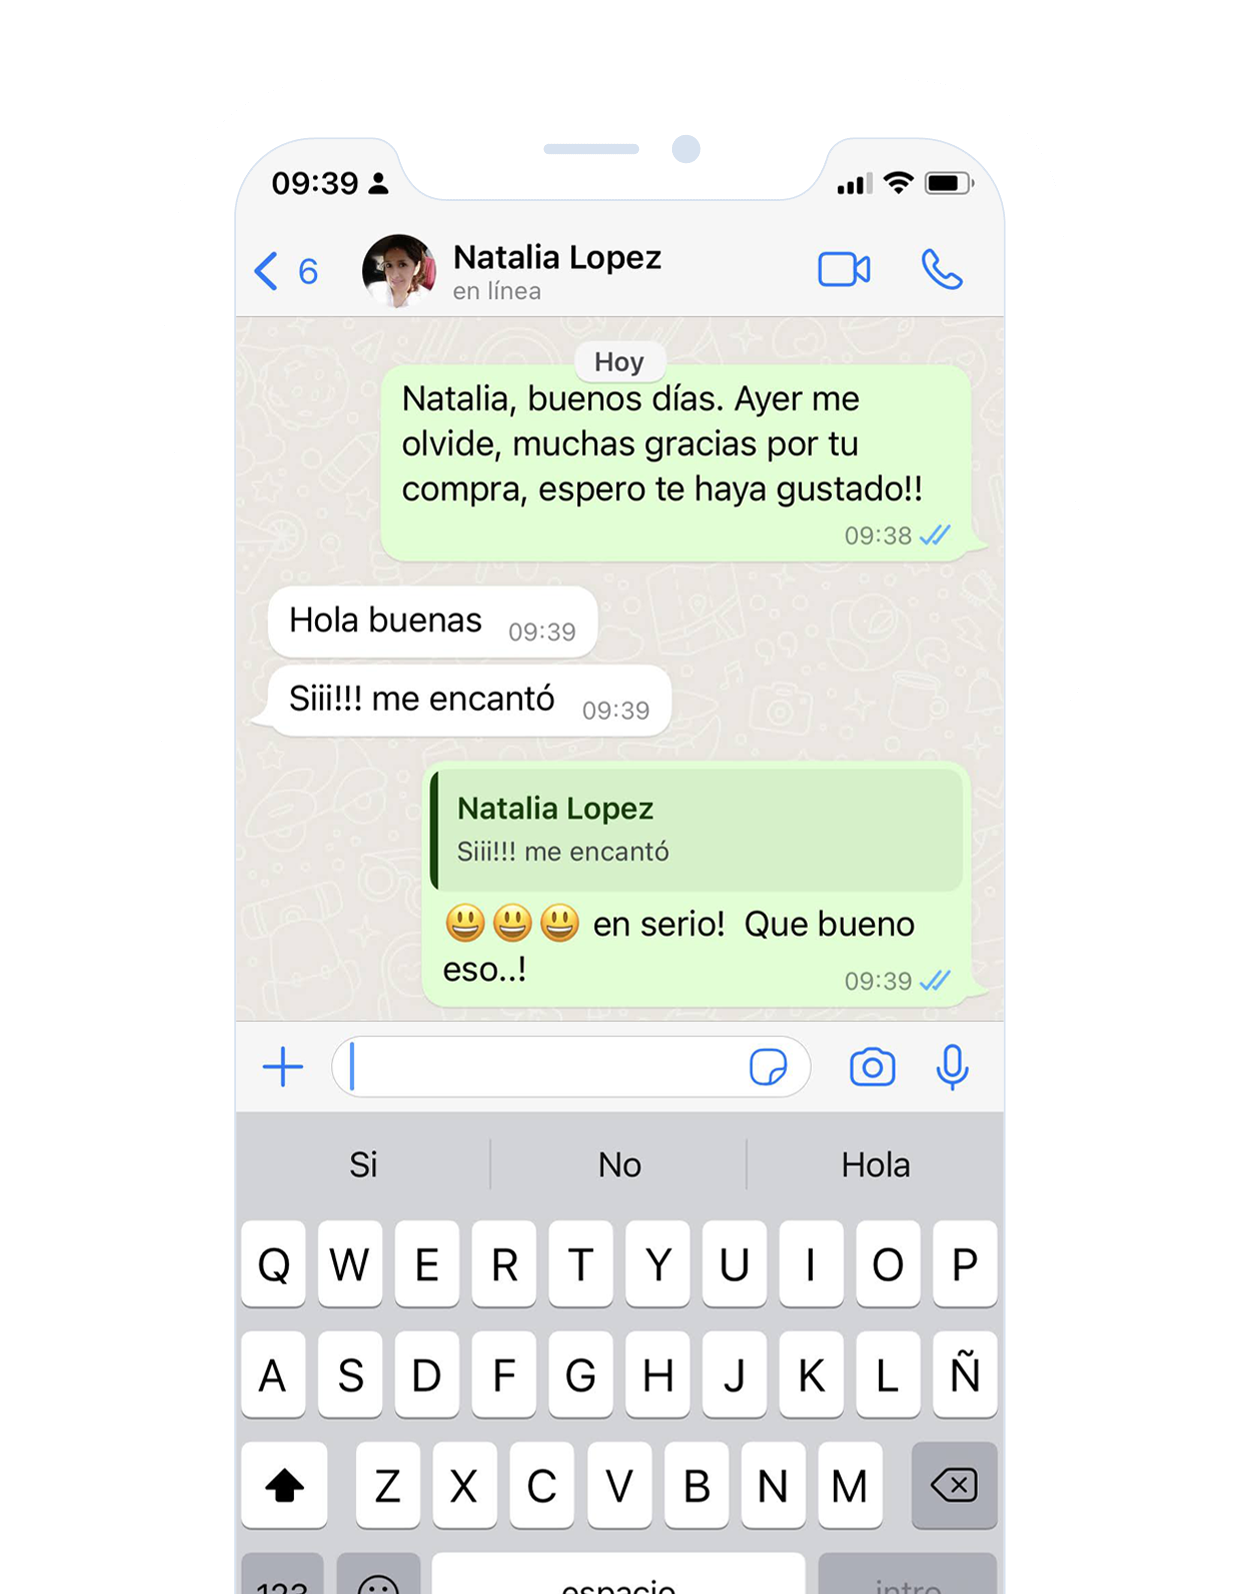 09:39
6
Natalia Lopez
en línea
Hoy
Natalia, buenos días. Ayer me
olvide, muchas gracias por tu
compra, espero te haya gustado!!
09:38
Hola buenas 09:39
Siii!!! me encantó 09:39
Natalia Lopez
Siii!!! me encantó
😃😃😃 en serio!  Que bueno
eso..!
09:39
Si No Hola
Q W E R T Y U I O P
A S D F G H J K L Ñ
Z X C V B N M
123 espacio intro